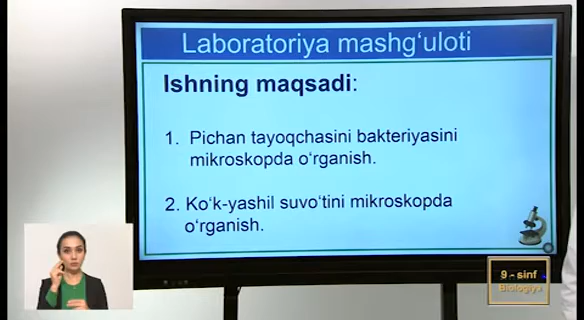 Laboratoriya mashg‘uloti
Ishning maqsadi:
1. Pichan tayoqchasini bakteriyasini
mikroskopda o‘rganish.
2. Ko‘k-yashil suvo‘tini mikroskopda
o‘rganish.
9 - sinf
Biologiya